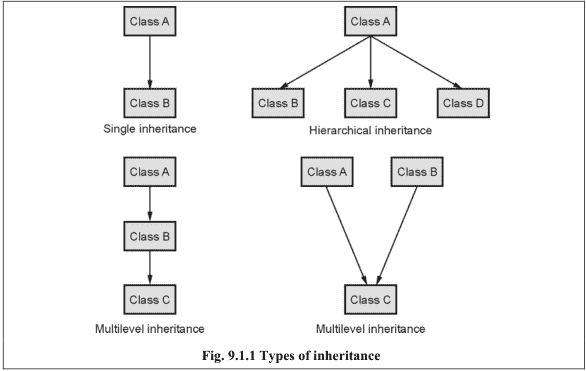 Class A
Class B
Single inheritance
Class A
Class B Class C Class D
Hierarchical inheritance
Class A
Class B
Class C
Multilevel inheritance
Class A Class B
Class C
Multilevel inheritance
Fig. 9.1.1 Types of inheritance